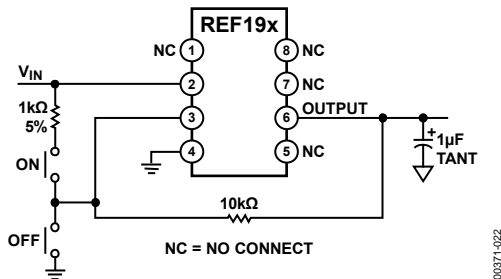 REF19x
NC 1
8 NC
VIN
2
7 NC
1kΩ
5%
3
6 OUTPUT
4
5 NC
+
1µF
TANT
ON
10kΩ
OFF
NC = NO CONNECT
00371-022